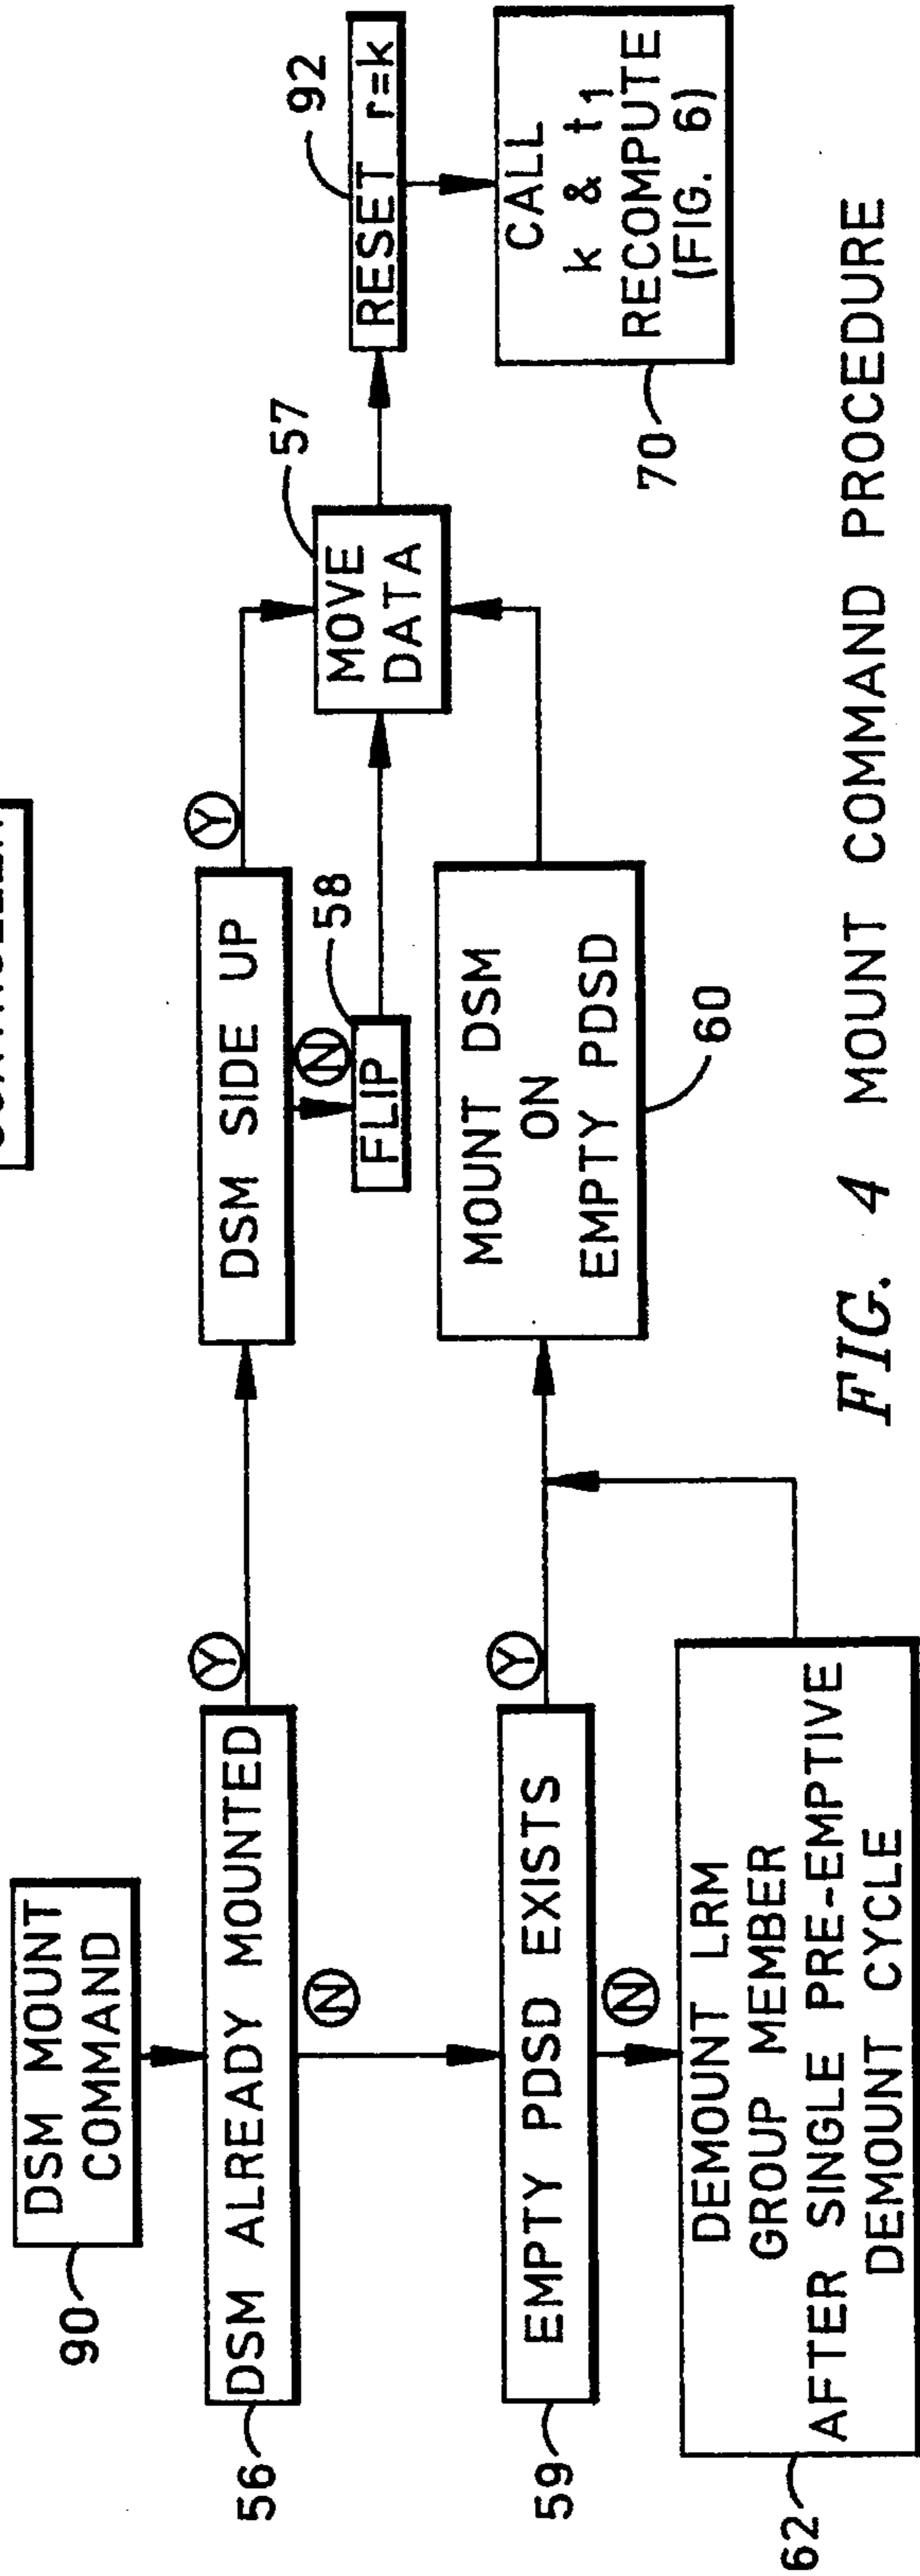 90
DSM MOUNT
COMMAND
56
DSM ALREADY MOUNTED
Y
N
DSM SIDE UP
Y
N
58
FLIP
57
MOVE
DATA
92
RESET r=k
70
CALL
k & t1
RECOMPUTE
(FIG. 6)
59
EMPTY PDSD EXISTS
Y
N
MOUNT DSM
ON
EMPTY PDSD
60
62
DEMOUNT LRM
GROUP MEMBER
AFTER SINGLE PRE-EMPTIVE
DEMOUNT CYCLE
FIG. 4 MOUNT COMMAND PROCEDURE